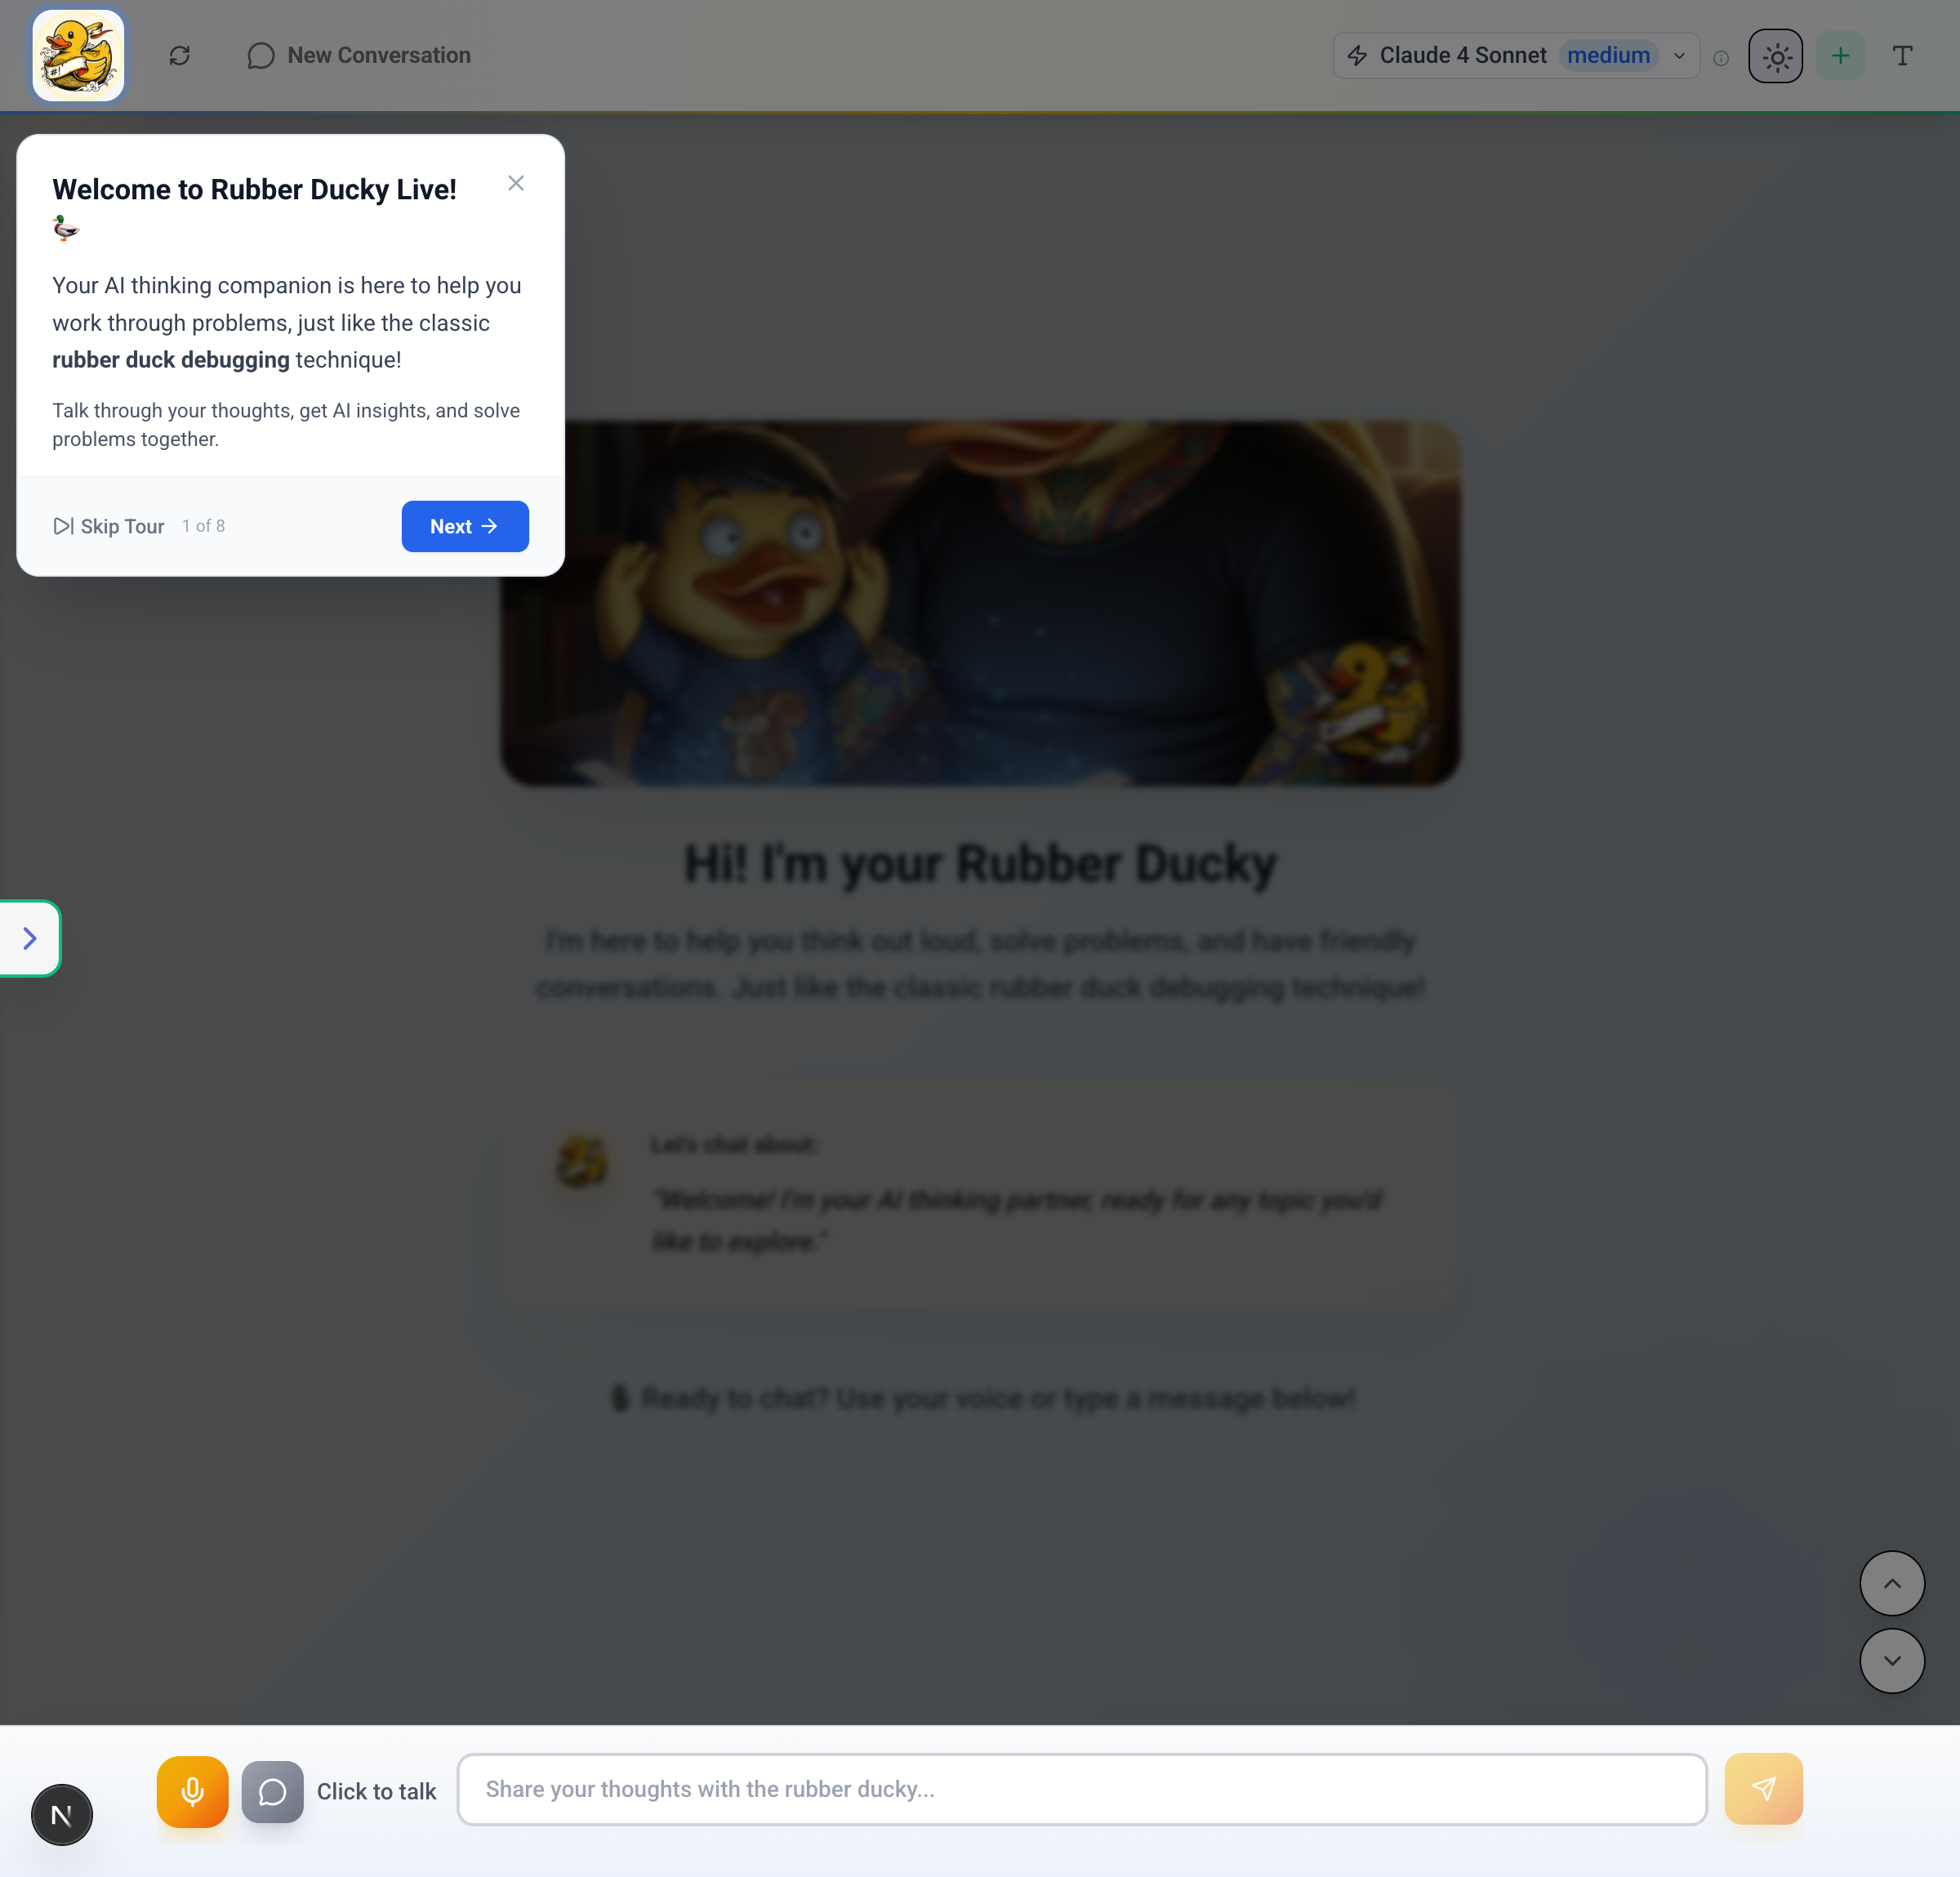 New Conversation
Claude 4 Sonnet medium
Welcome to Rubber Ducky Live!
🦆
Your AI thinking companion is here to help you
work through problems, just like the classic
rubber duck debugging technique!
Talk through your thoughts, get AI insights, and solve
problems together.
Skip Tour 1 of 8
Next →
Hi! I'm your Rubber Ducky
I'm here to help you think out loud, solve problems, and have friendly
conversations. Just like the classic rubber duck debugging technique!
Let's chat about:
"Welcome! I'm your AI thinking partner, ready for any topic you'd
like to explore."
Ready to chat? Use your voice or type a message below!
N
Click to talk
Share your thoughts with the rubber ducky...